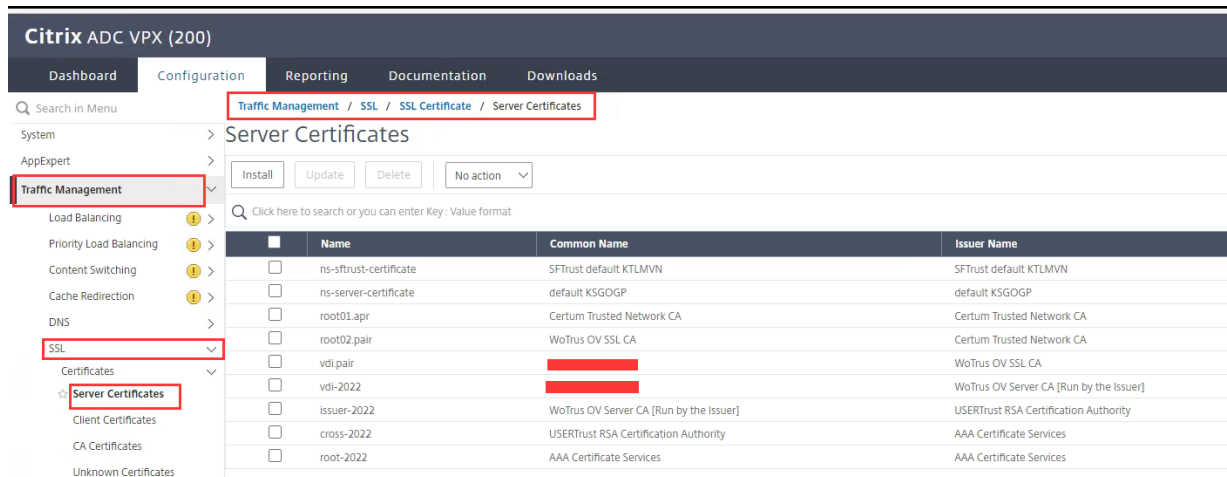 Citrix ADC VPX (200)
Dashboard Configuration Reporting Documentation Downloads
Search in Menu
System
AppExpert
Traffic Management
Load Balancing
Priority Load Balancing
Content Switching
Cache Redirection
DNS
SSL
Certificates
Server Certificates
Client Certificates
CA Certificates
Unknown Certificates
Traffic Management / SSL / SSL Certificate / Server Certificates
Server Certificates
Install Update Delete No action
Click here to search or you can enter Key : Value format
Name Common Name Issuer Name
ns-sftrust-certificate SFTrust default KTLMVN SFTrust default KTLMVN
ns-server-certificate default KSGOGP default KSGOGP
root01.apr Certum Trusted Network CA Certum Trusted Network CA
root02.pair WoTrus OV SSL CA Certum Trusted Network CA
vdi.pair WoTrus OV SSL CA
vdi-2022 WoTrus OV Server CA [Run by the Issuer]
issuer-2022 WoTrus OV Server CA [Run by the Issuer] USERTrust RSA Certification Authority
cross-2022 USERTrust RSA Certification Authority AAA Certificate Services
root-2022 AAA Certificate Services AAA Certificate Services